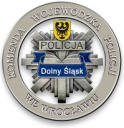 KOMENDA WOJEWÓDZKA POLICJI
POLICJA
Dolny Śląsk
WE WROCŁAWIU